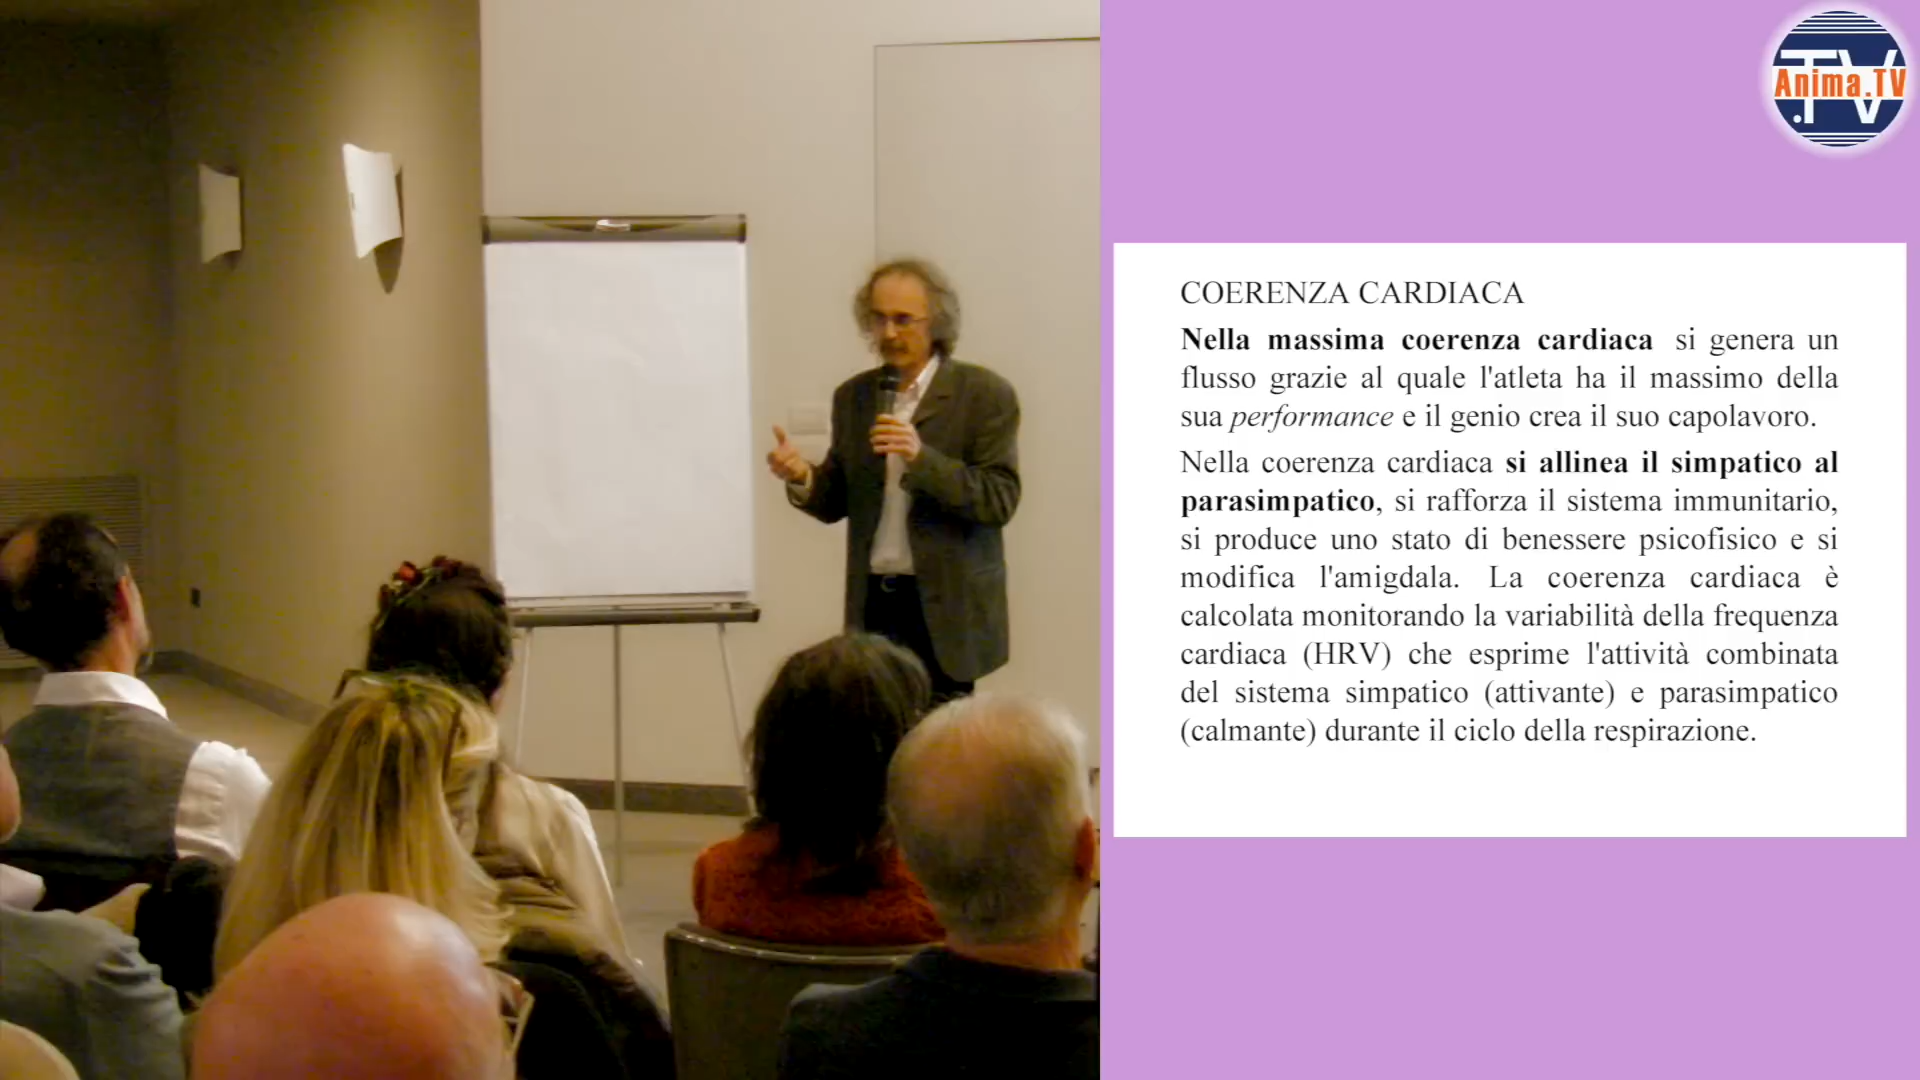 .TV
Anima.TV
COERENZA CARDIACA
Nella massima coerenza cardiaca si genera un
flusso grazie al quale l'atleta ha il massimo della
sua performance e il genio crea il suo capolavoro.
Nella coerenza cardiaca si allinea il simpatico al
parasimpatico, si rafforza il sistema immunitario,
si produce uno stato di benessere psicofisico e si
modifica l'amigdala. La coerenza cardiaca è
calcolata monitorando la variabilità della frequenza
cardiaca (HRV) che esprime l'attività combinata
del sistema simpatico (attivante) e parasimpatico
(calmante) durante il ciclo della respirazione.